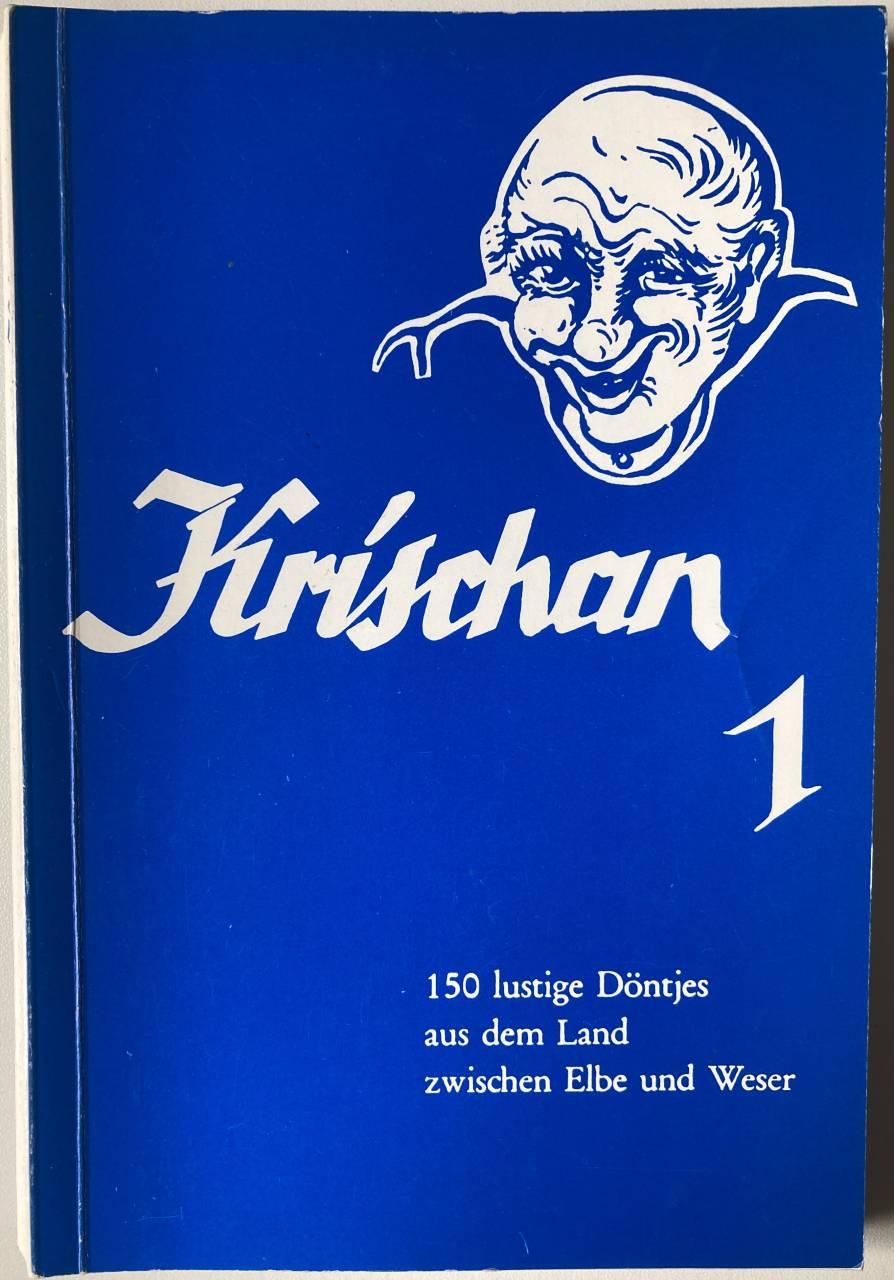 Krischan
1
150 lustige Döntjes
aus dem Land
zwischen Elbe und Weser